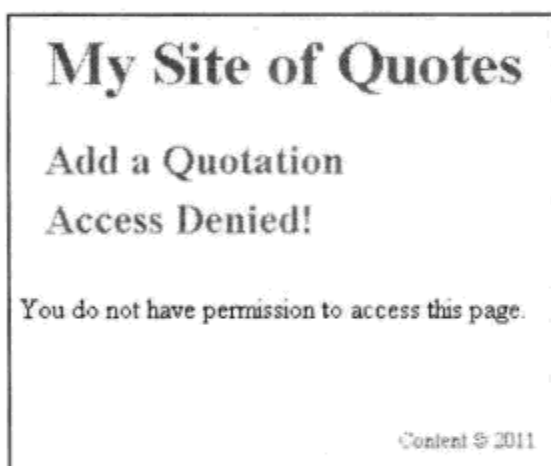 My Site of Quotes
Add a Quotation
Access Denied!
You do not have permission to access this page.
Content © 2011